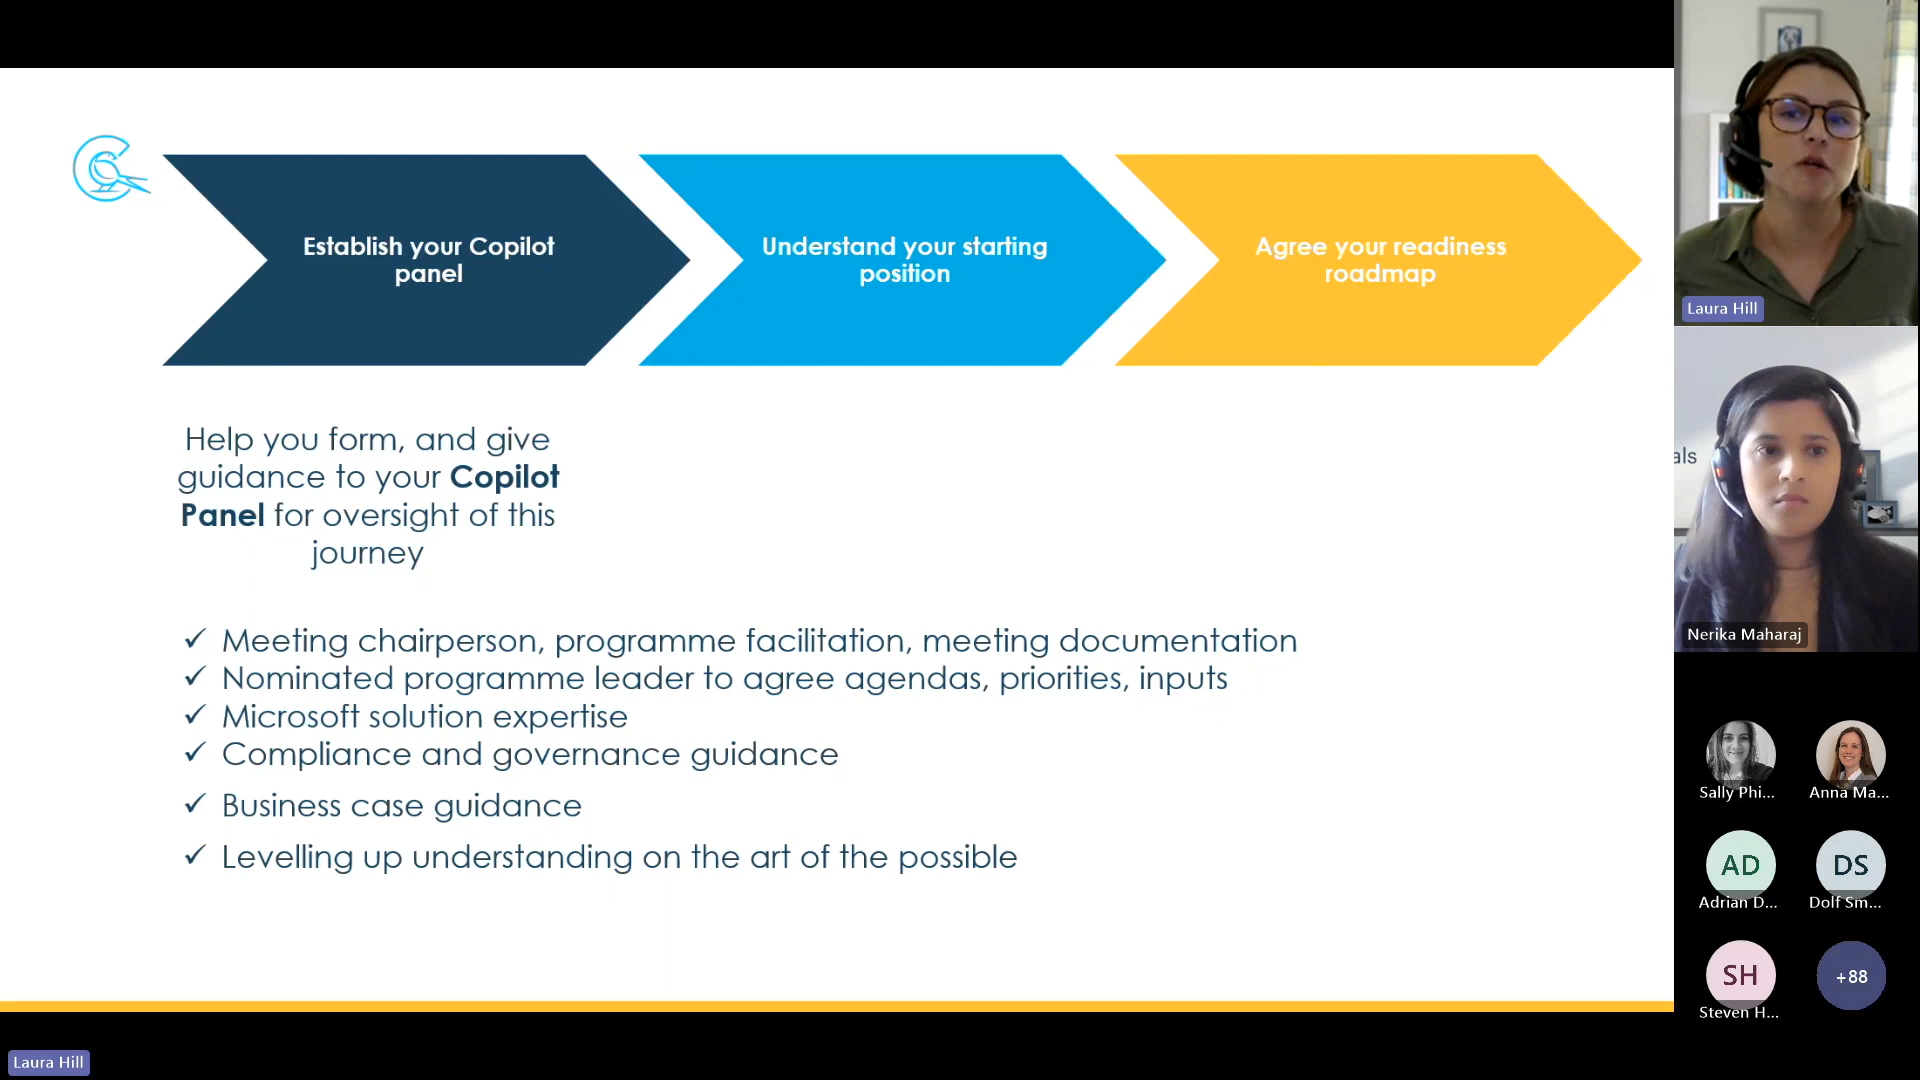 Establish your Copilot
panel
Understand your starting
position
Agree your readiness
roadmap
Help you form, and give
guidance to your Copilot
Panel for oversight of this
journey
✓ Meeting chairperson, programme facilitation, meeting documentation
✓ Nominated programme leader to agree agendas, priorities, inputs
✓ Microsoft solution expertise
✓ Compliance and governance guidance
✓ Business case guidance
✓ Levelling up understanding on the art of the possible
Laura Hill
als
Nerika Maharaj
Sally Phi...
Anna Ma...
AD
Adrian D...
DS
Dolf Sm...
SH
Steven H...
+88
Laura Hill